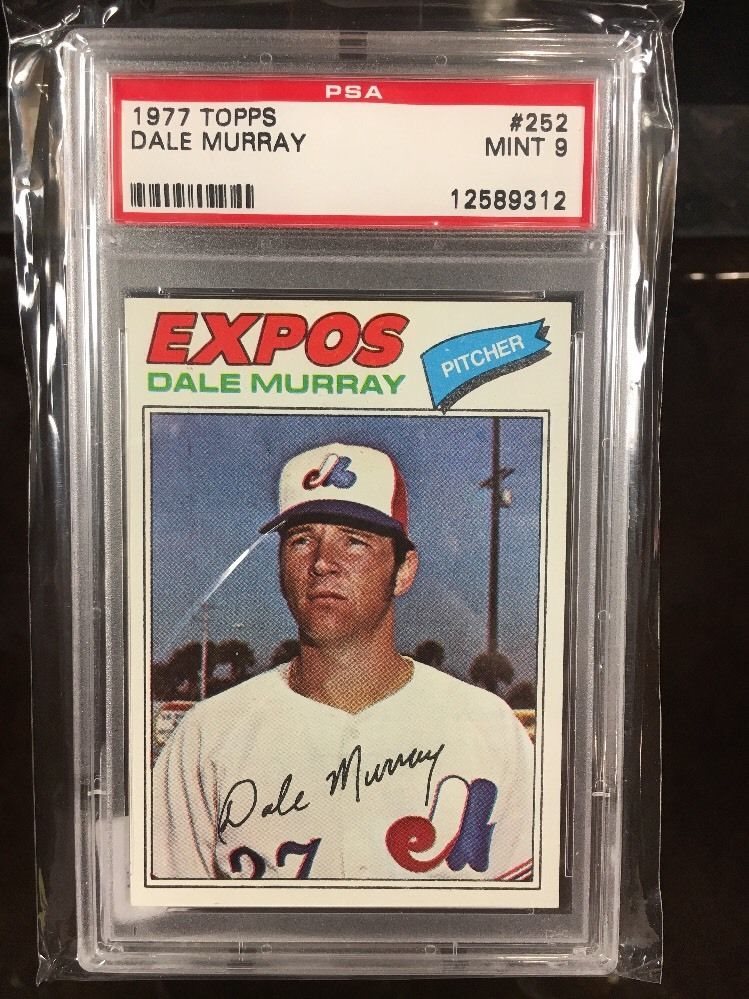 PSA
1977 TOPPS #252
DALE MURRAY MINT 9
12589312
EXPOS
DALE MURRAY
PITCHER
Dale Murray
27